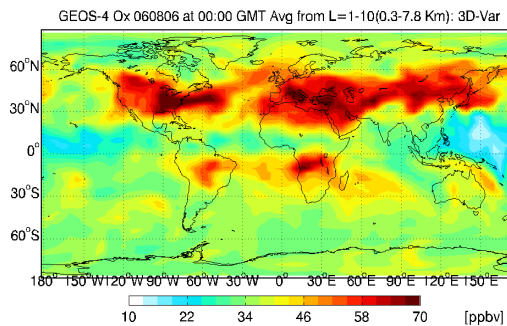 GEOS-4 Ox 060806 at 00:00 GMT Avg from L=1-10(0.3-7.8 Km): 3D-Var
60°N
30°N
0°
30°S
60°S
180 150°W 120°W 90°W 60°W 30°W 0° 30°E 60°E 90°E 120°E 150°E
10 22 34 46 58 70 [ppbv]